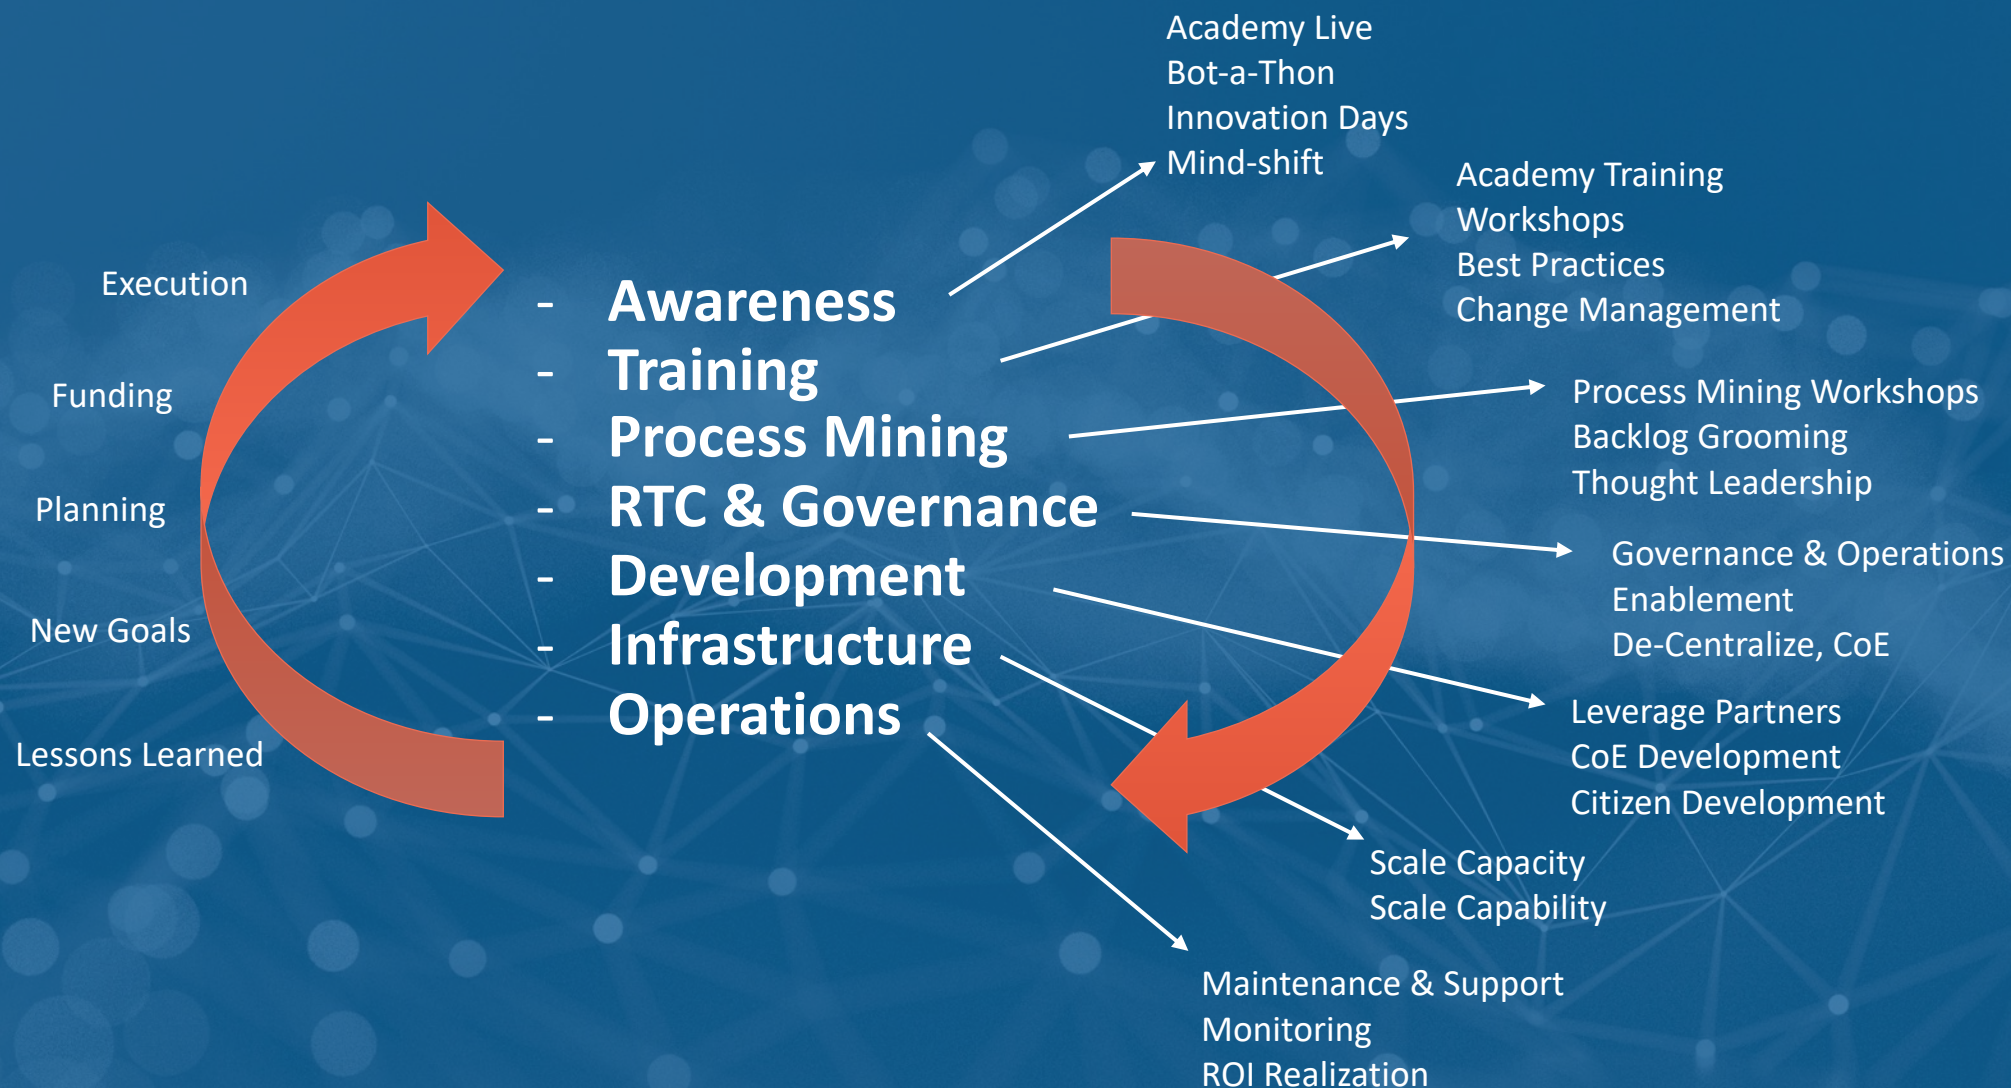 Execution
Funding
Planning
New Goals
Lessons Learned
- Awareness
- Training
- Process Mining
- RTC & Governance
- Development
- Infrastructure
- Operations
Academy Live
Bot-a-Thon
Innovation Days
Mind-shift
Academy Training
Workshops
Best Practices
Change Management
Process Mining Workshops
Backlog Grooming
Thought Leadership
Governance & Operations
Enablement
De-Centralize, CoE
Leverage Partners
CoE Development
Citizen Development
Scale Capacity
Scale Capability
Maintenance & Support
Monitoring
ROI Realization